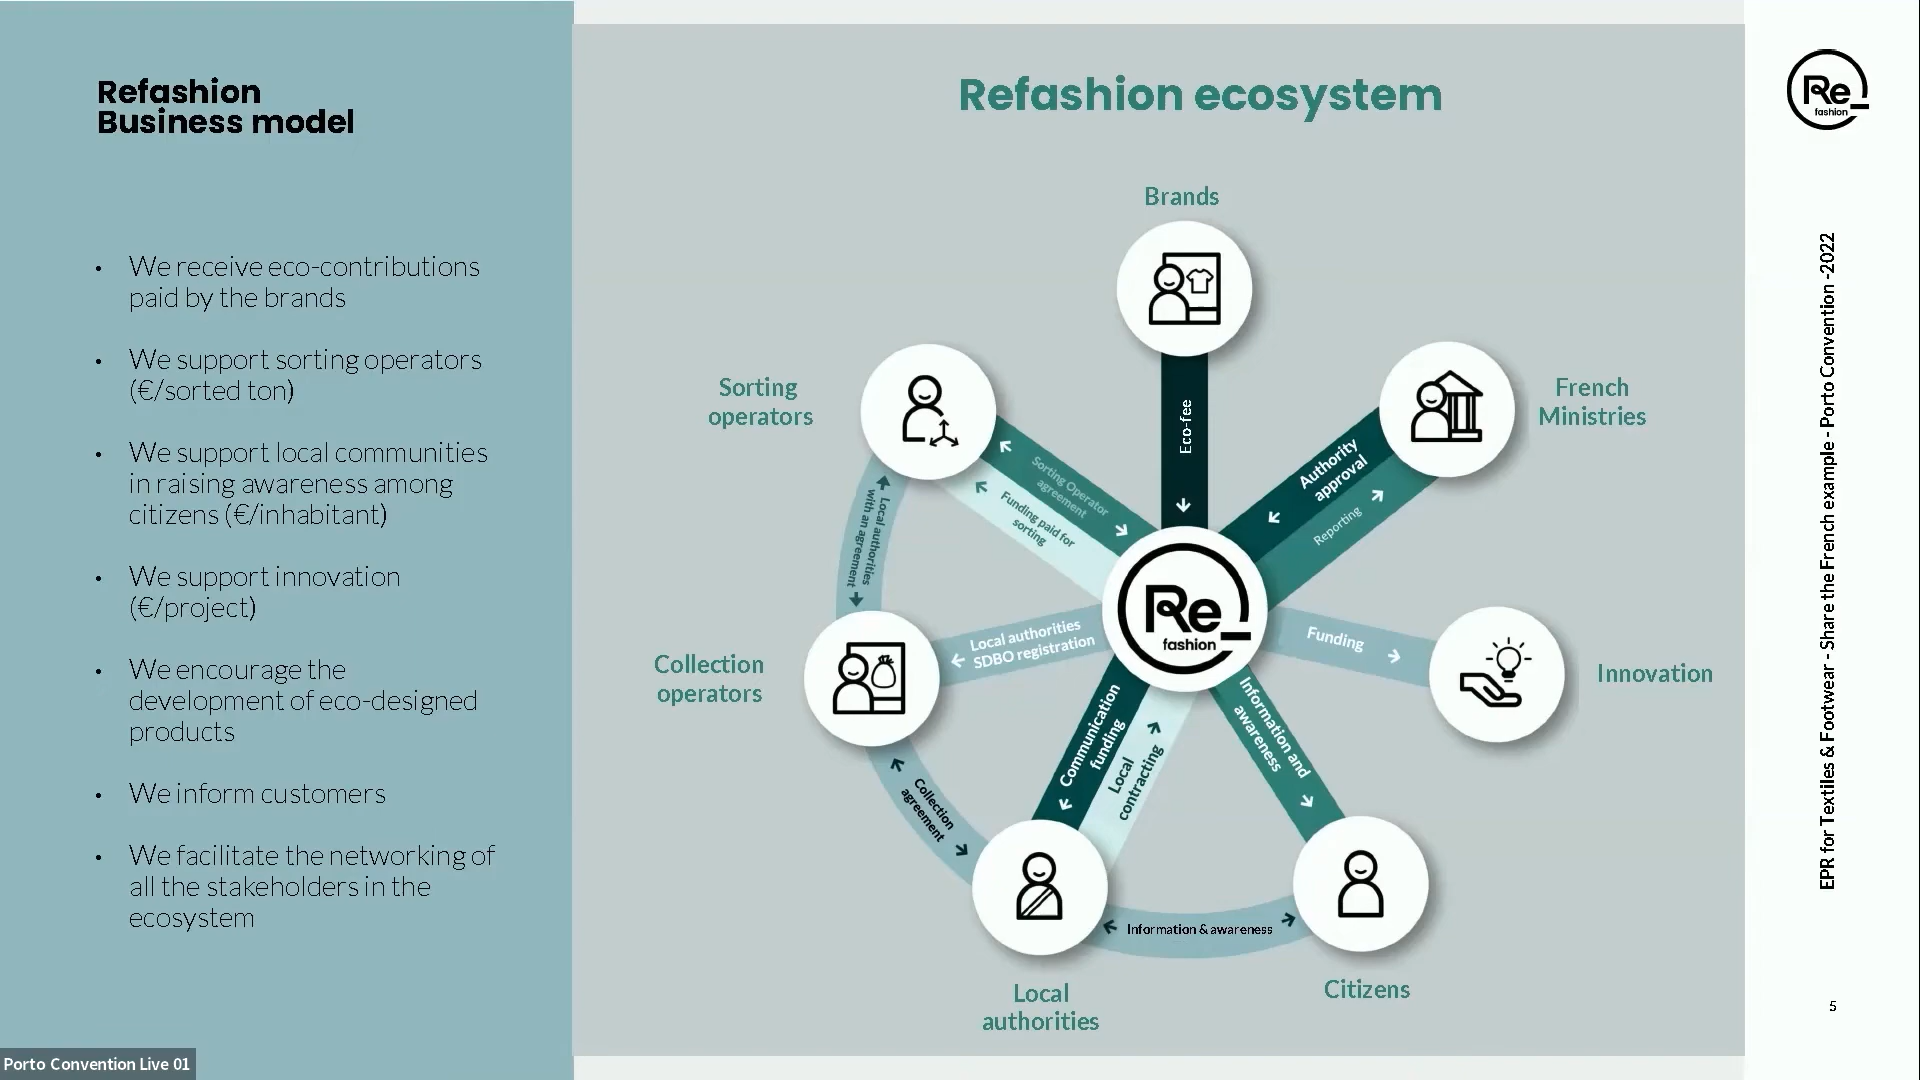 Refashion
Business model
• We receive eco-contributions
paid by the brands
• We support sorting operators
(€/sorted ton)
• We support local communities
in raising awareness among
citizens (€/inhabitant)
• We support innovation
(€/project)
• We encourage the
development of eco-designed
products
• We inform customers
• We facilitate the networking of
all the stakeholders in the
ecosystem
Porto Convention Live 01
Refashion ecosystem
Brands
Eco-fee
French
Ministries
Authority
approval
Reporting
Sorting
operators
Sorting Operator
agreement
Funding paid for
sorting
Local authorities
with an agreement
Re_
fashion
Funding
Innovation
Collection
operators
Local authorities
SDBO registration
Communication
funding
Local
contracting
Information and
awareness
Collection
agreement
Information & awareness
Local
authorities
Citizens
Re_
fashion
EPR for Textiles & Footwear - Share the French example - Porto Convention -2022
5